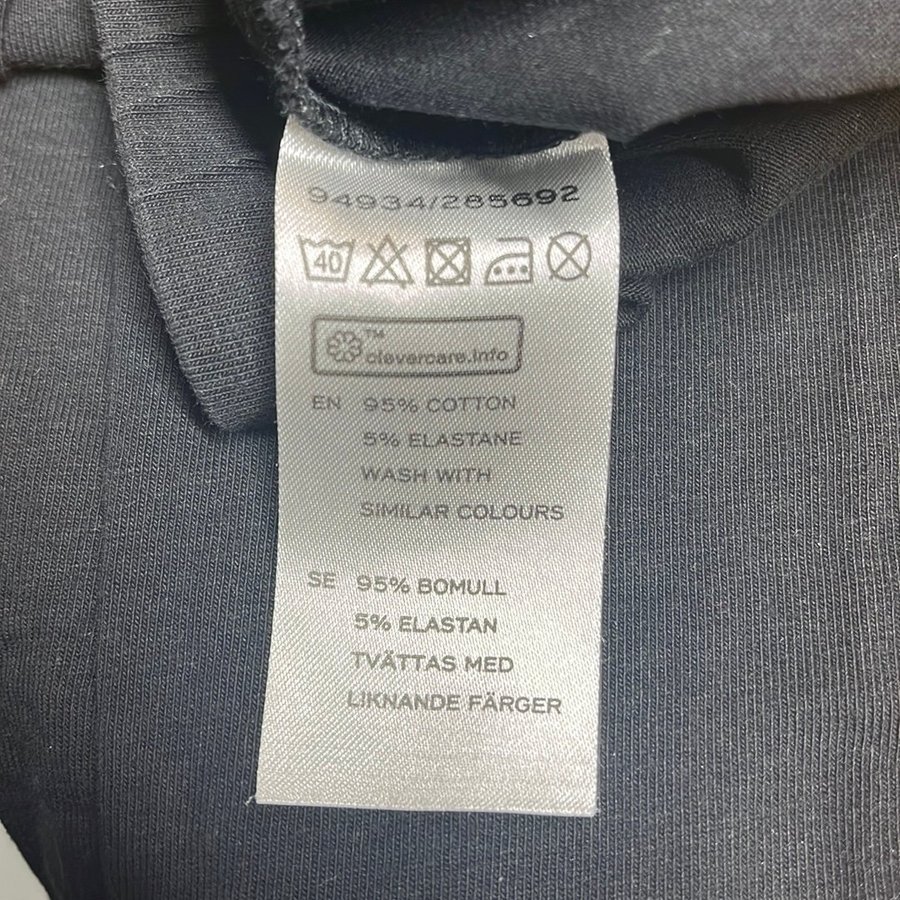 94934/285692
40
™
clevercare.info
EN 95% COTTON
5% ELASTANE
WASH WITH
SIMILAR COLOURS
SE 95% BOMULL
5% ELASTAN
TVÄTTAS MED
LIKNANDE FÄRGER